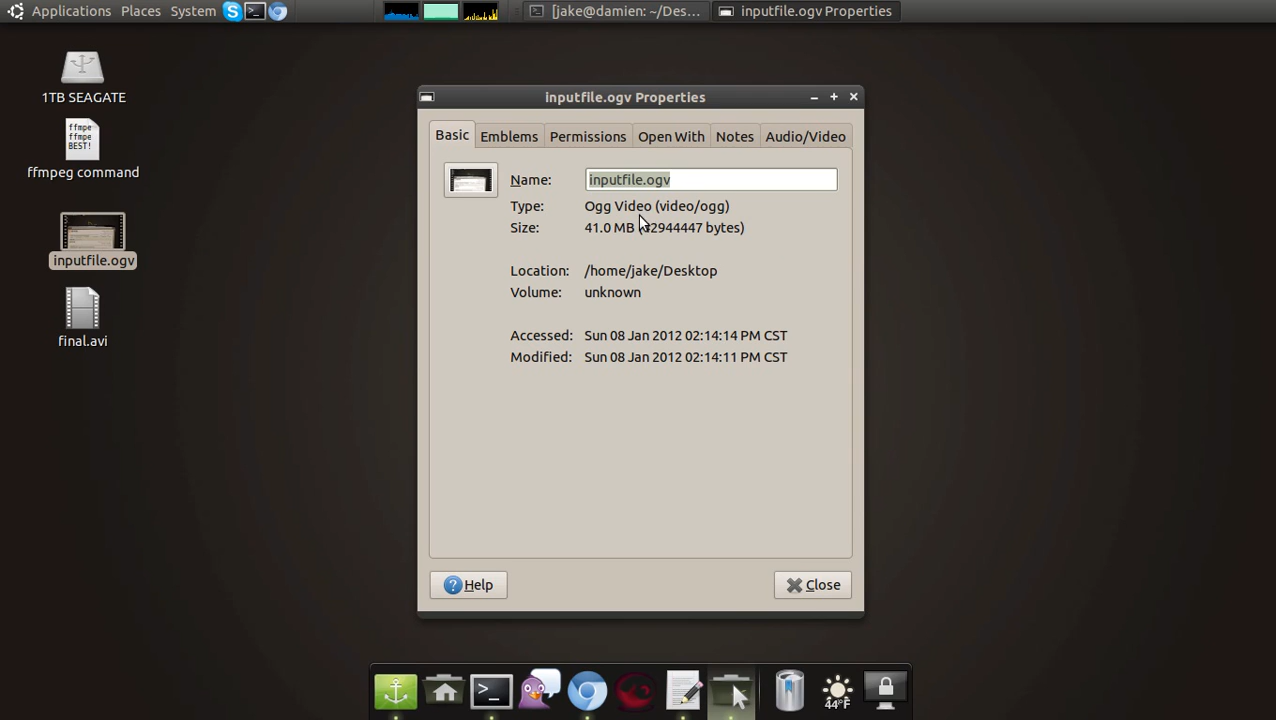 Applications Places System
[jake@damien: ~/Des...
inputfile.ogv Properties
1TB SEAGATE
ffmpe
ffmpe
BEST!
ffmpeg command
inputfile.ogv
final.avi
inputfile.ogv Properties
Basic Emblems Permissions Open With Notes Audio/Video
Name: inputfile.ogv
Type: Ogg Video (video/ogg)
Size: 41.0 MB 2944447 bytes)
Location: /home/jake/Desktop
Volume: unknown
Accessed: Sun 08 Jan 2012 02:14:14 PM CST
Modified: Sun 08 Jan 2012 02:14:11 PM CST
Help
Close
44°F